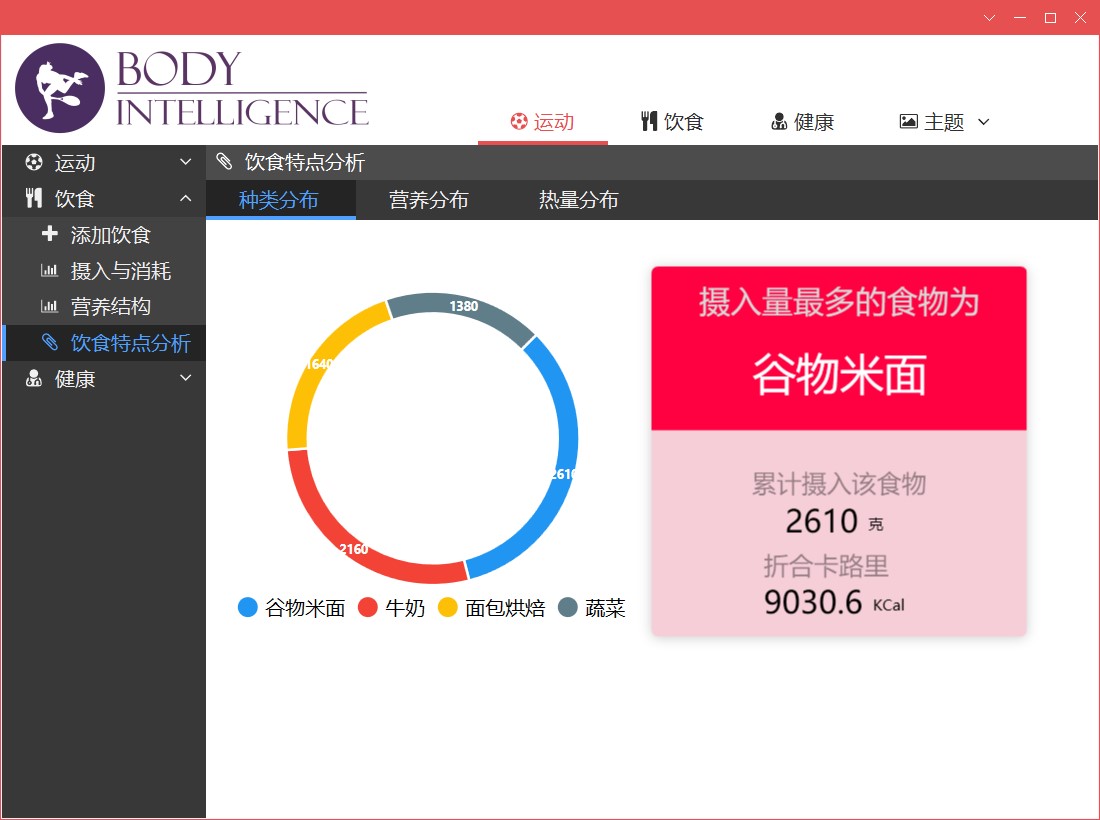 BODY
INTELLIGENCE
运动
饮食
健康
主题
运动
饮食
添加饮食
摄入与消耗
营养结构
饮食特点分析
健康
饮食特点分析
种类分布 营养分布 热量分布
1380
1640
2610
2160
谷物米面 牛奶 面包烘焙 蔬菜
摄入量最多的食物为
谷物米面
累计摄入该食物
2610 克
折合卡路里
9030.6 KCal